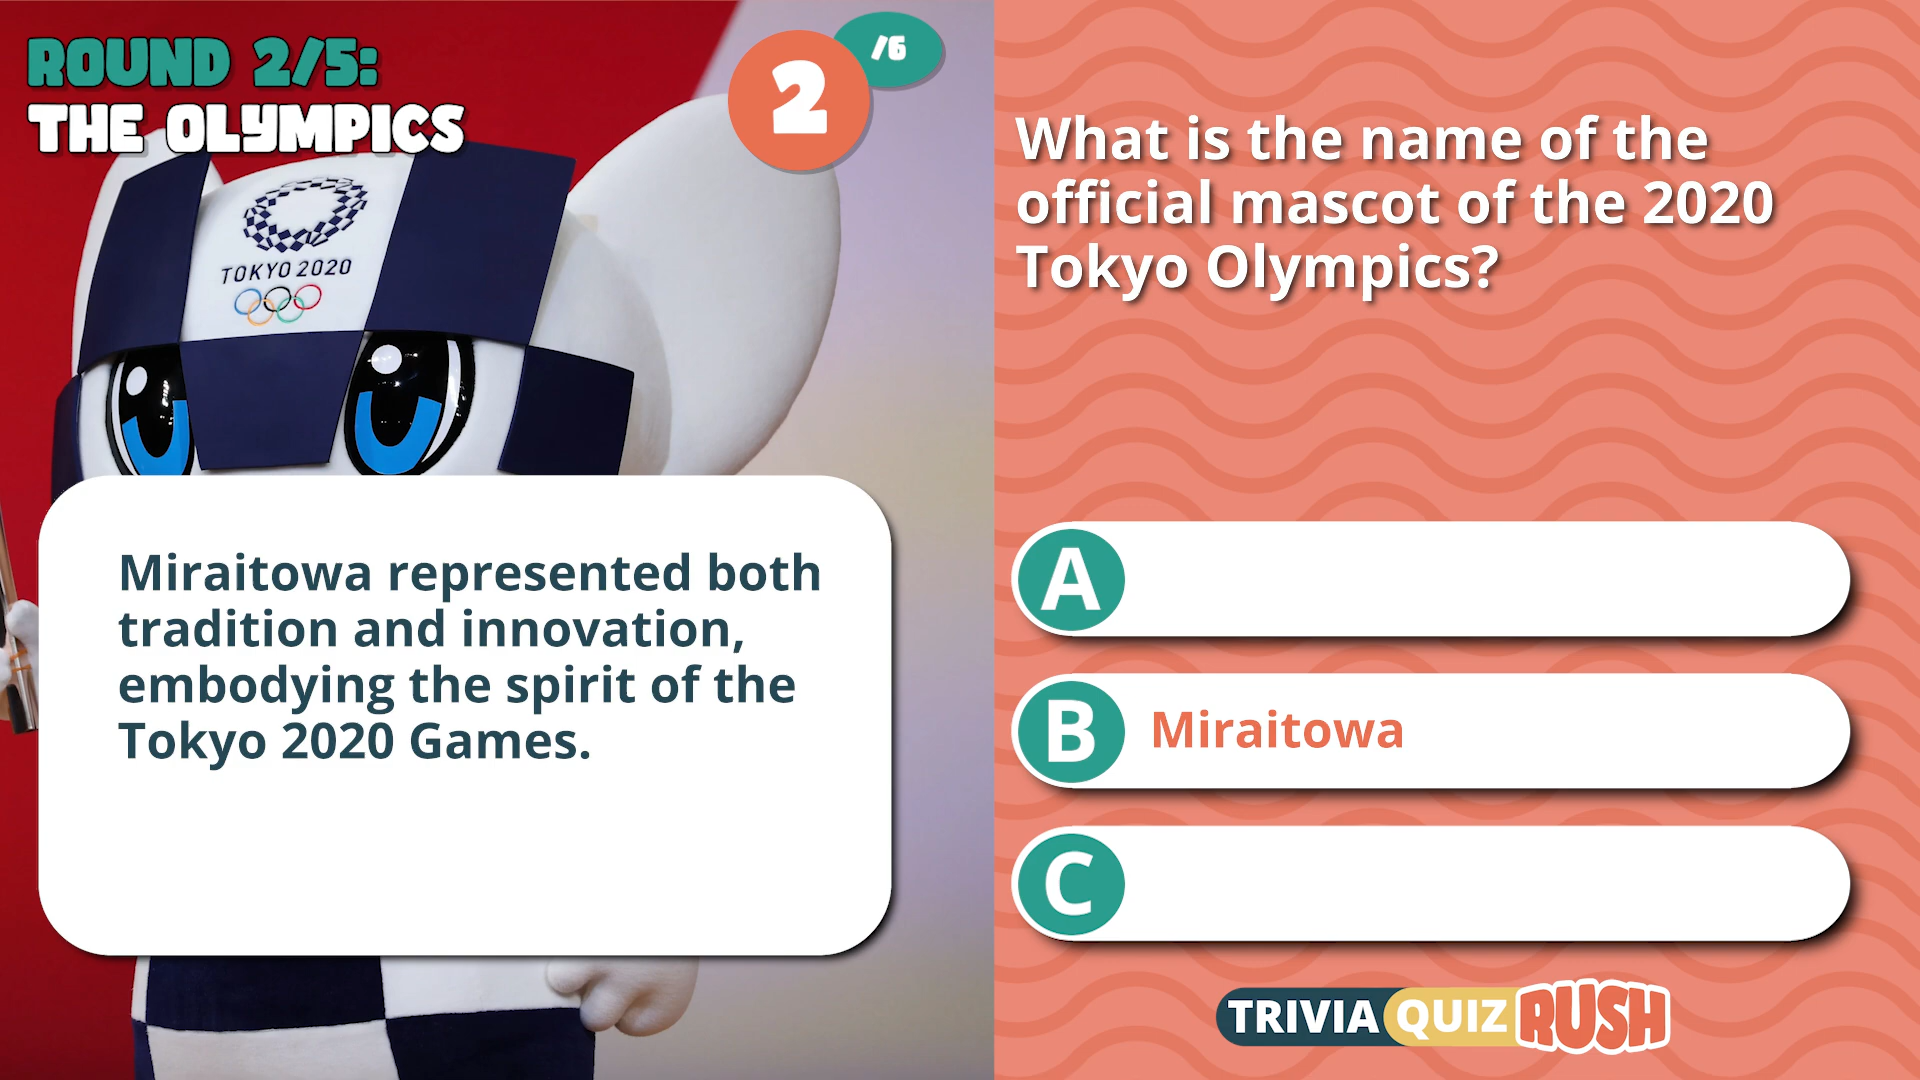 ROUND 2/5:
THE OLYMPICS
2
/6
TOKYO 2020
What is the name of the
official mascot of the 2020
Tokyo Olympics?
Miraitowa represented both
tradition and innovation,
embodying the spirit of the
Tokyo 2020 Games.
A
B Miraitowa
C
TRIVIA QUIZ RUSH